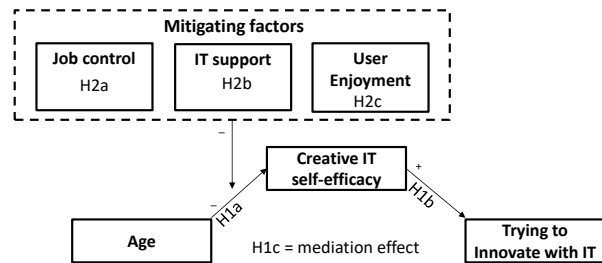 Mitigating factors
Job control
H2a
IT support
H2b
User
Enjoyment
H2c
–
Creative IT
self-efficacy
–
H1a
+
H1b
Age
H1c = mediation effect
Trying to
Innovate with IT